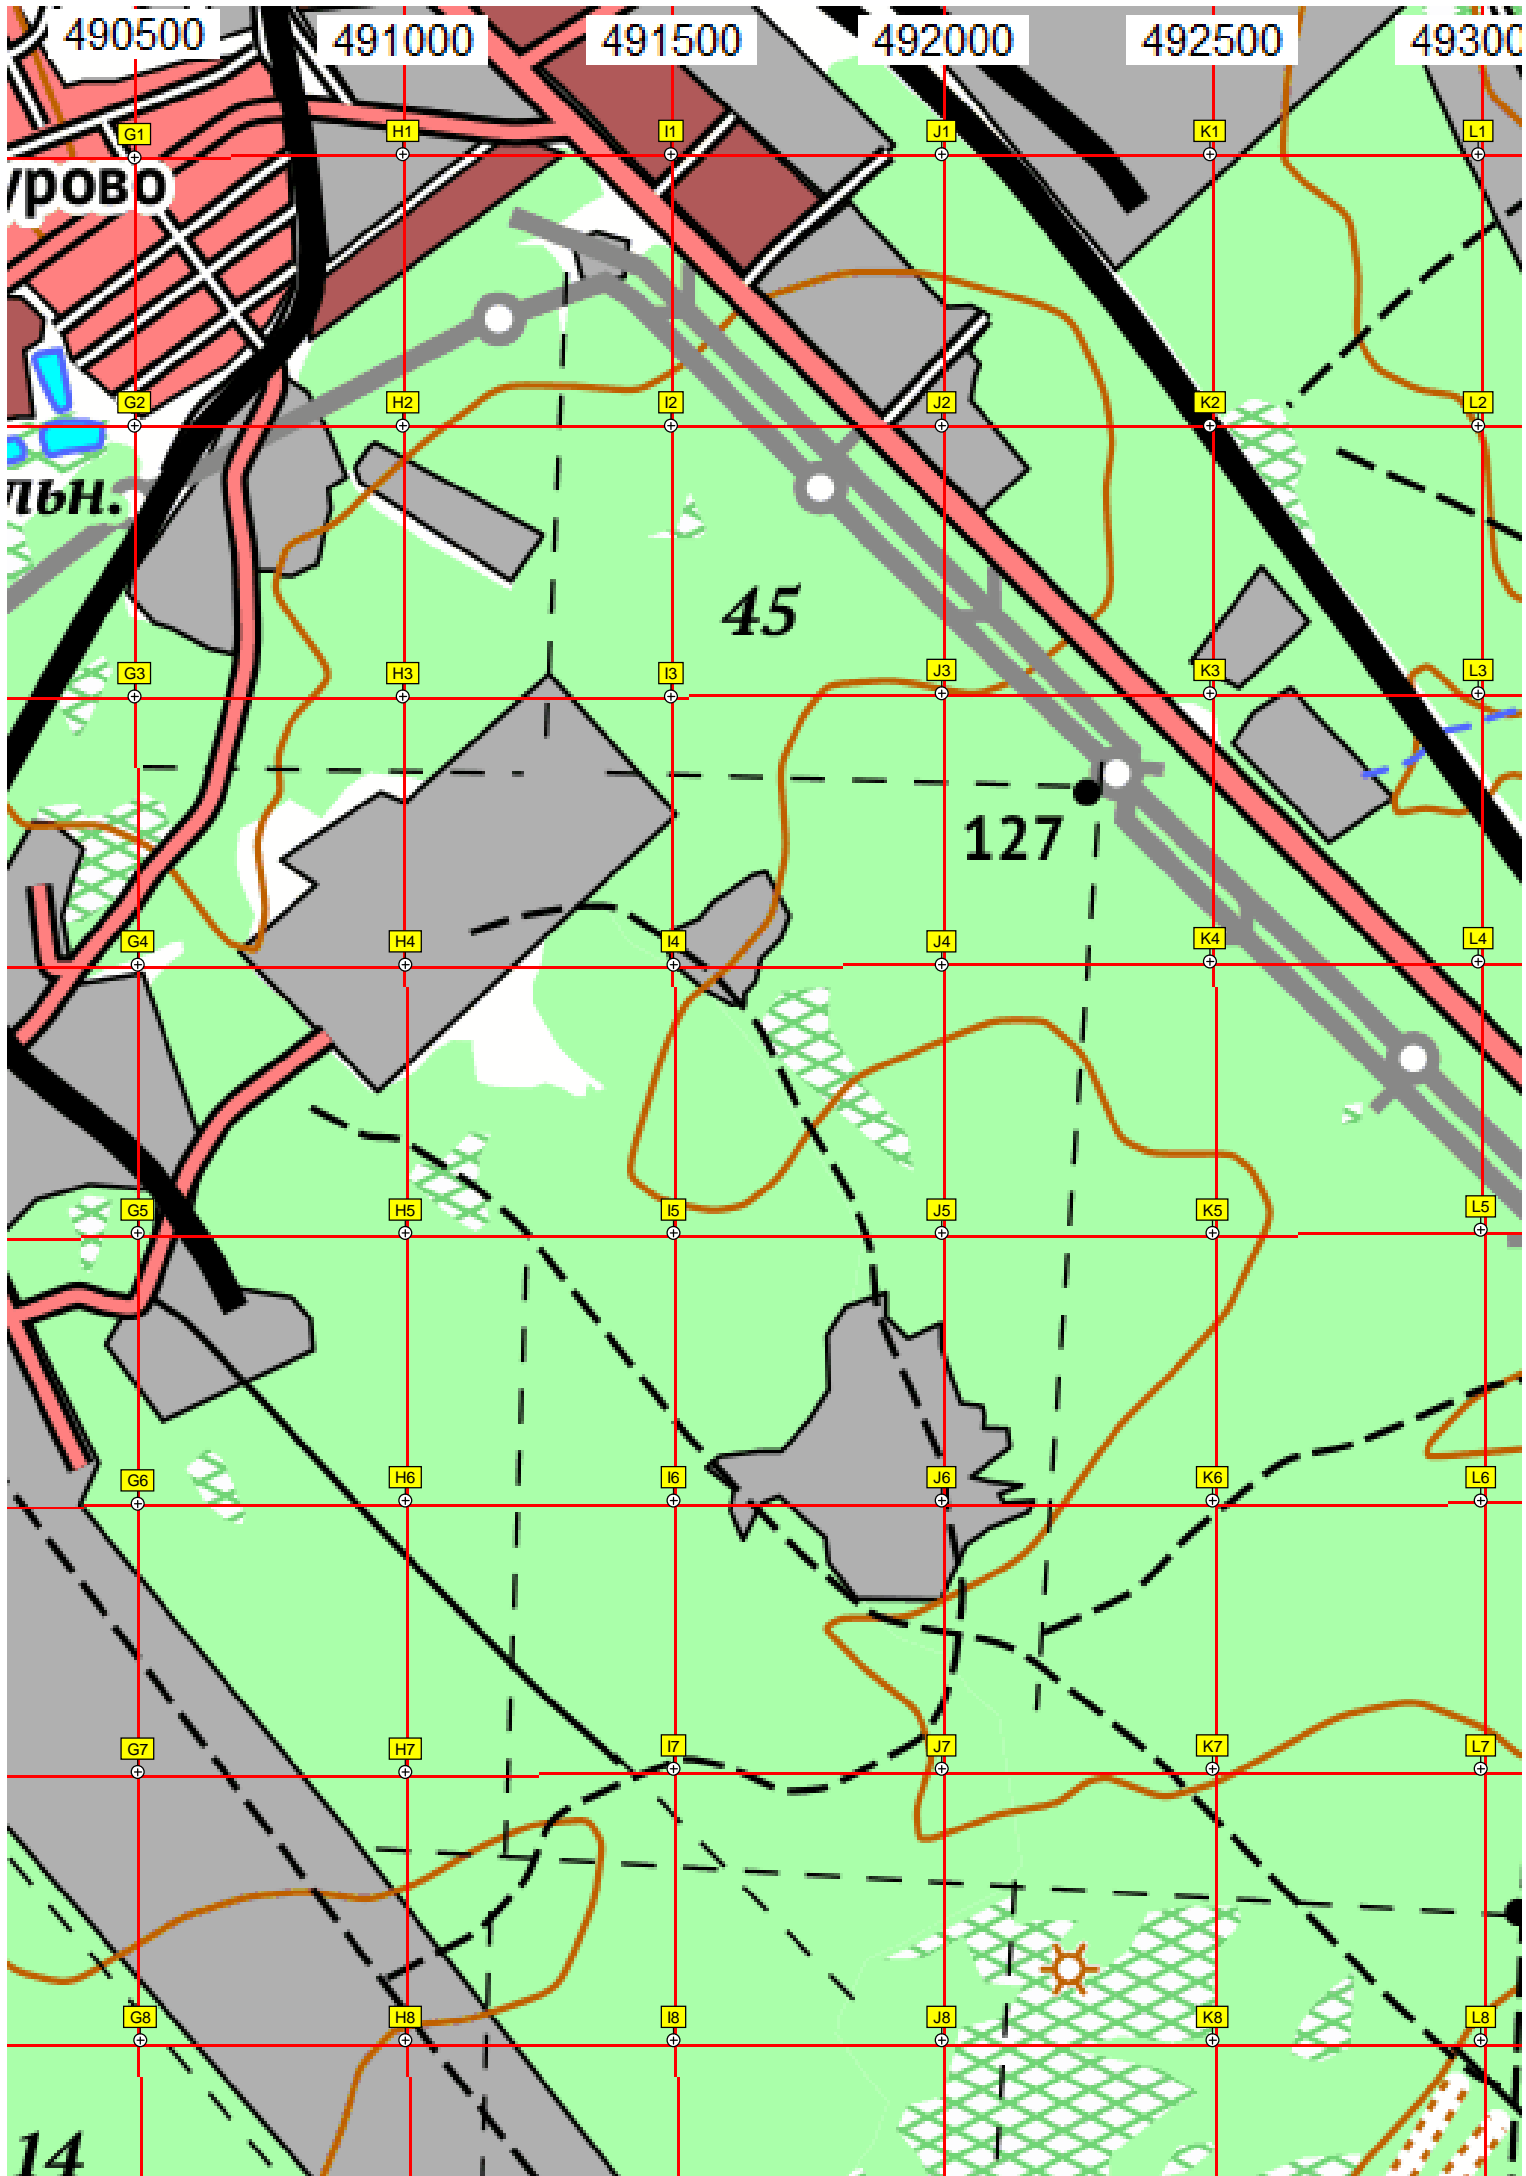 490500 491000 491500 492000 492500 49300
G1 H1 I1 J1 K1 L1
урово
G2 H2 I2 J2 K2 L2
льн.
45
G3 H3 I3 J3 K3 L3
127
G4 H4 I4 J4 K4 L4
G5 H5 I5 J5 K5 L5
G6 H6 I6 J6 K6 L6
G7 H7 I7 J7 K7 L7
G8 H8 I8 J8 K8 L8
14